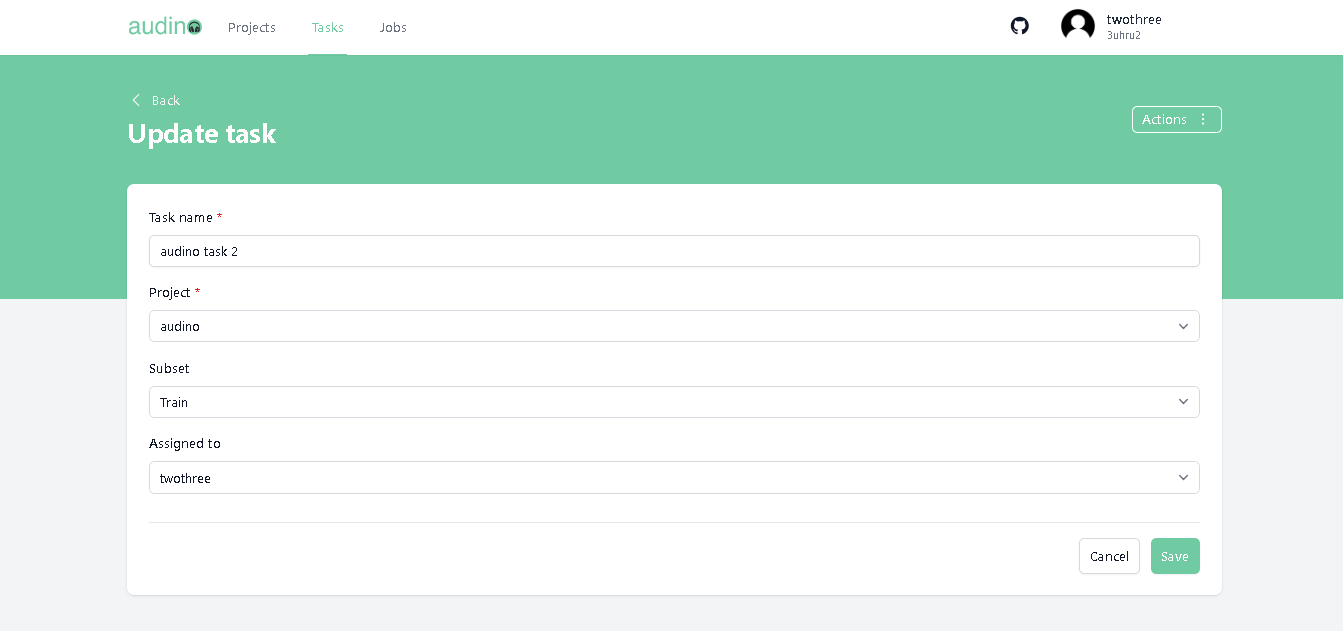 audino Projects Tasks Jobs twothree
3uhru2
Back
Update task
Actions
Task name *
audino task 2
Project *
audino
Subset
Train
Assigned to
twothree
Cancel Save